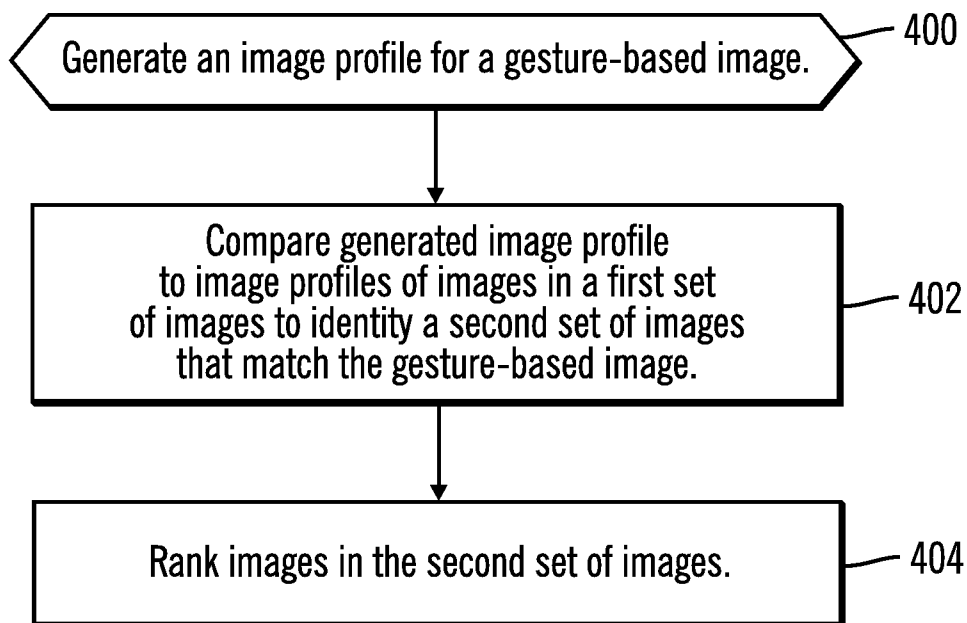 Generate an image profile for a gesture-based image.
400
Compare generated image profile
to image profiles of images in a first set
of images to identity a second set of images
that match the gesture-based image.
402
Rank images in the second set of images.
404